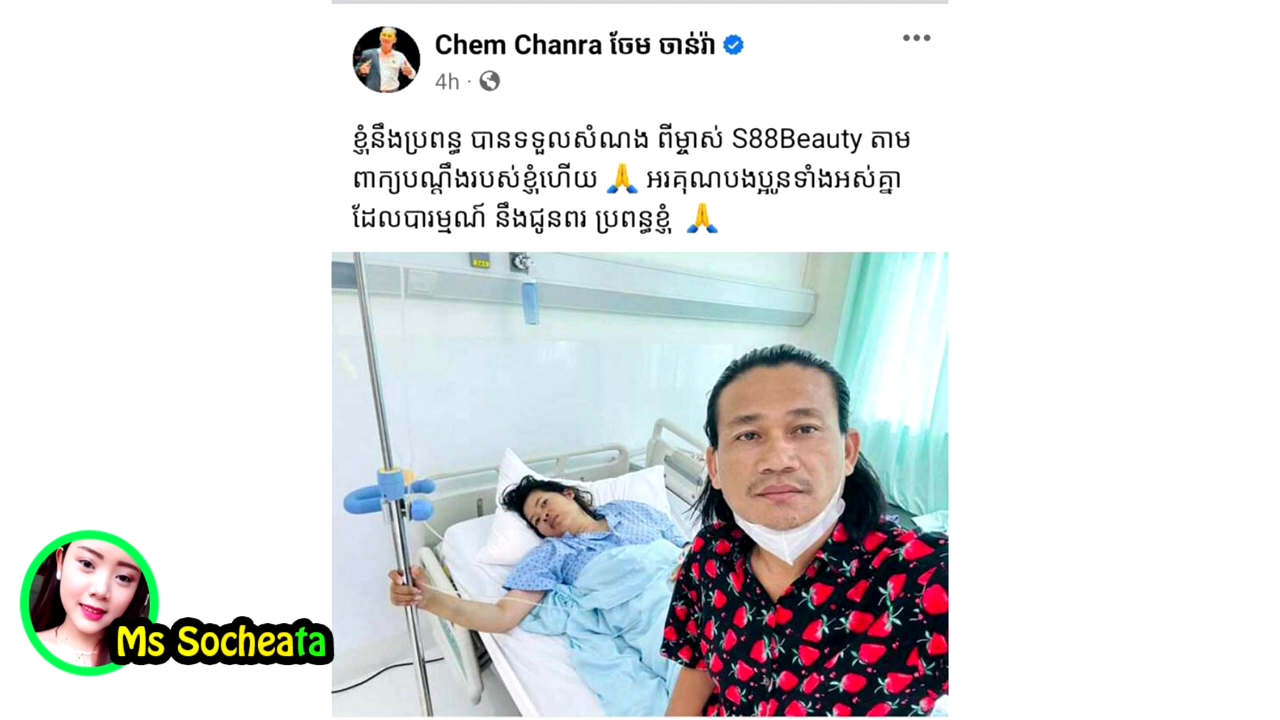 Chem Chanra ចែម ចាន់រ៉ា
4h ·
ខ្ញុំនឹងប្រពន្ធ បានទទួលសំណង ពីម្ចាស់ S88Beauty តាម
ពាក្យបណ្តឹងរបស់ខ្ញុំហើយ 🙏 អរគុណបងប្អូនទាំងអស់គ្នា
ដែលបារម្មណ៍ នឹងជូនពរ ប្រពន្ធខ្ញុំ 🙏
Ms Socheata